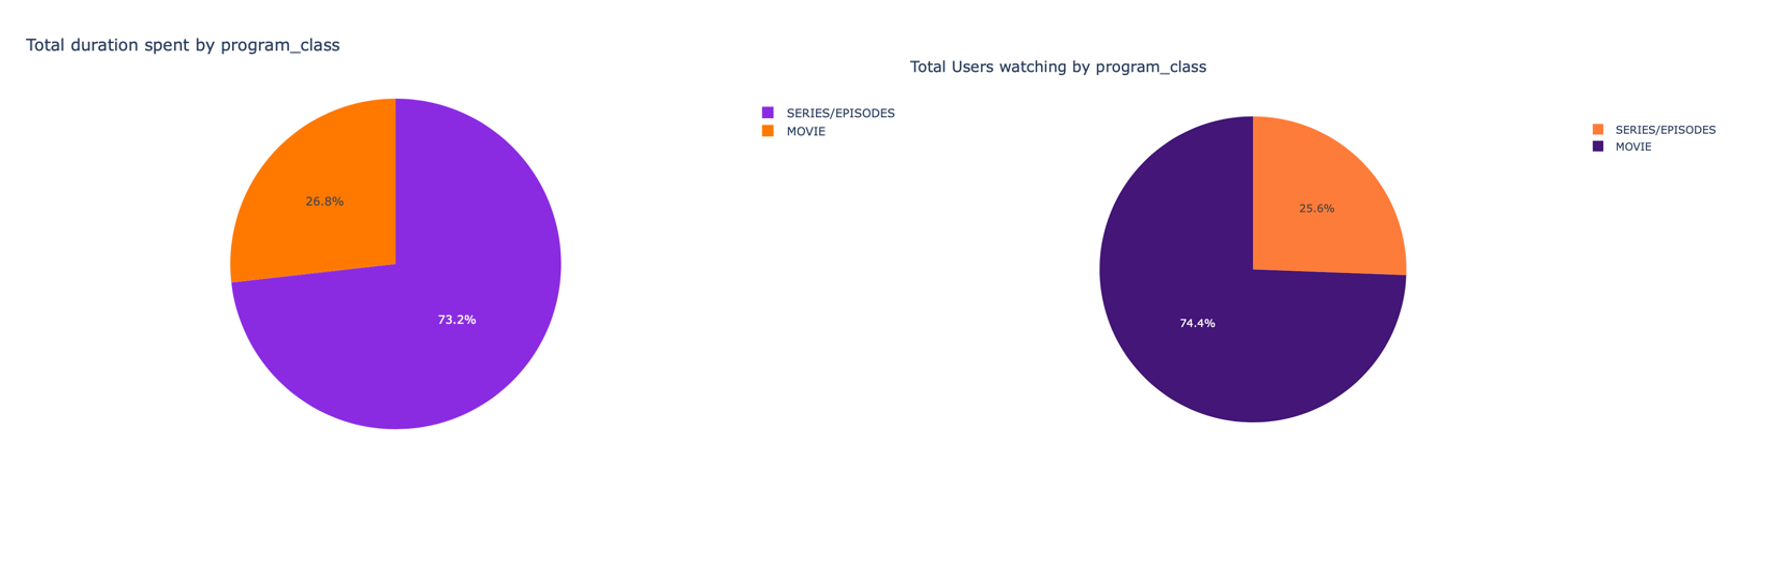 Total duration spent by program_class
SERIES/EPISODES
MOVIE
26.8%
73.2%
Total Users watching by program_class
SERIES/EPISODES
MOVIE
25.6%
74.4%